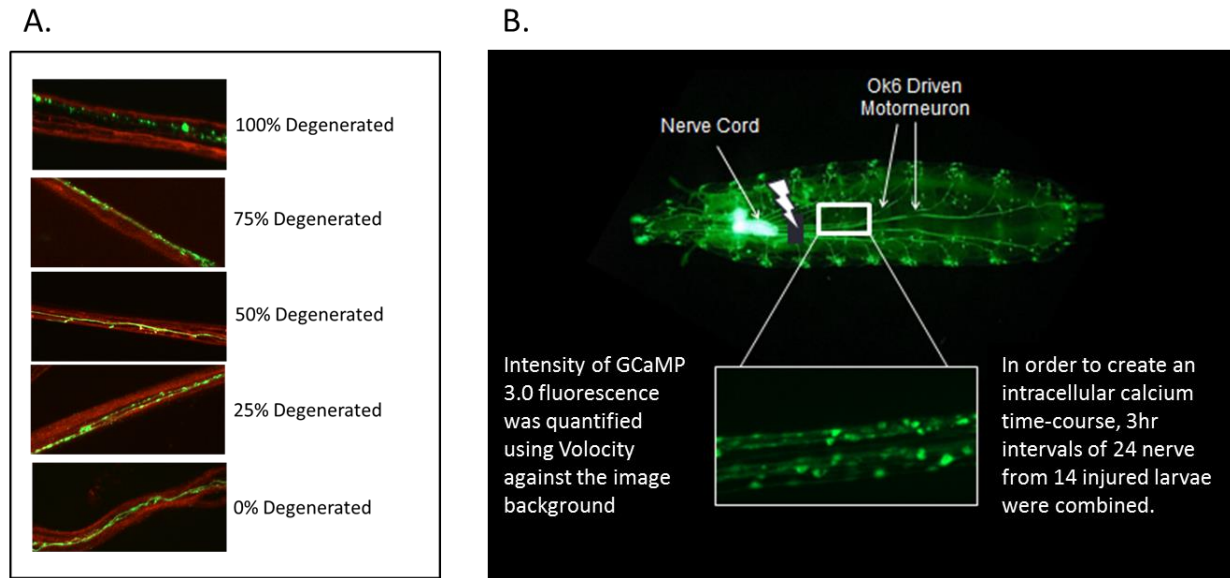 A.
100% Degenerated
75% Degenerated
50% Degenerated
25% Degenerated
0% Degenerated
B.
Ok6 Driven
Motorneuron
Nerve Cord
Intensity of GCaMP
3.0 fluorescence
was quantified
using Volocity
against the image
background
In order to create an
intracellular calcium
time-course, 3hr
intervals of 24 nerve
from 14 injured larvae
were combined.